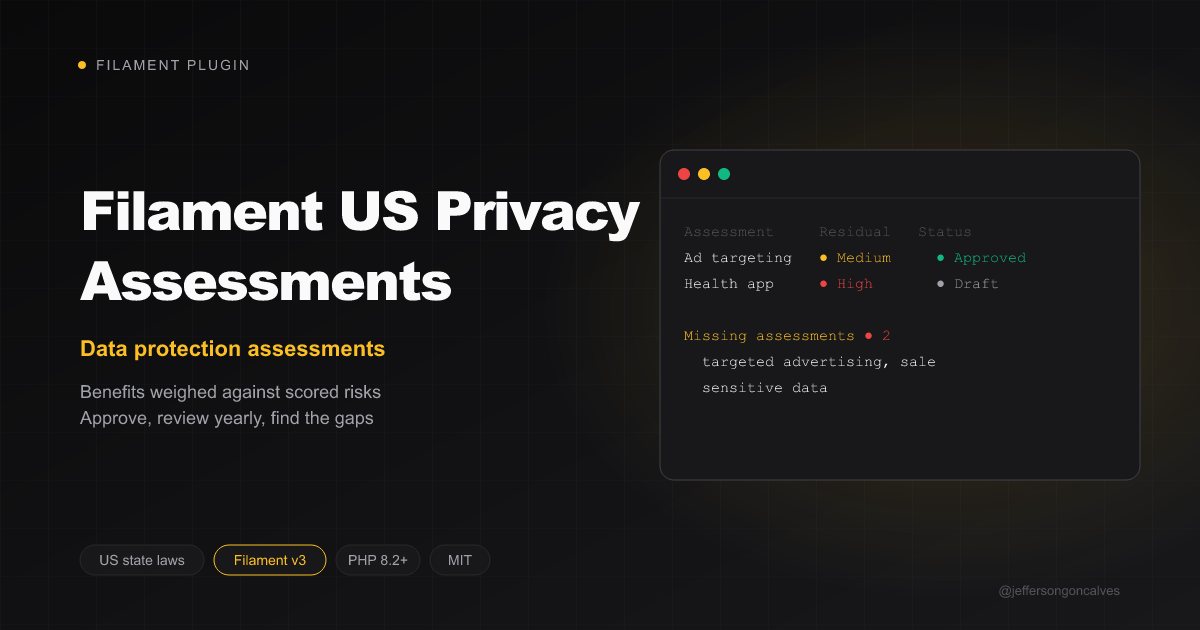 FILAMENT PLUGIN
Filament US Privacy
Assessments
Data protection assessments
Benefits weighed against scored risks
Approve, review yearly, find the gaps
US state laws
Filament v3
PHP 8.2+
MIT
Assessment Residual Status
Ad targeting ● Medium ● Approved
Health app ● High ● Draft
Missing assessments ● 2
targeted advertising, sale
sensitive data
@jeffersongoncalves